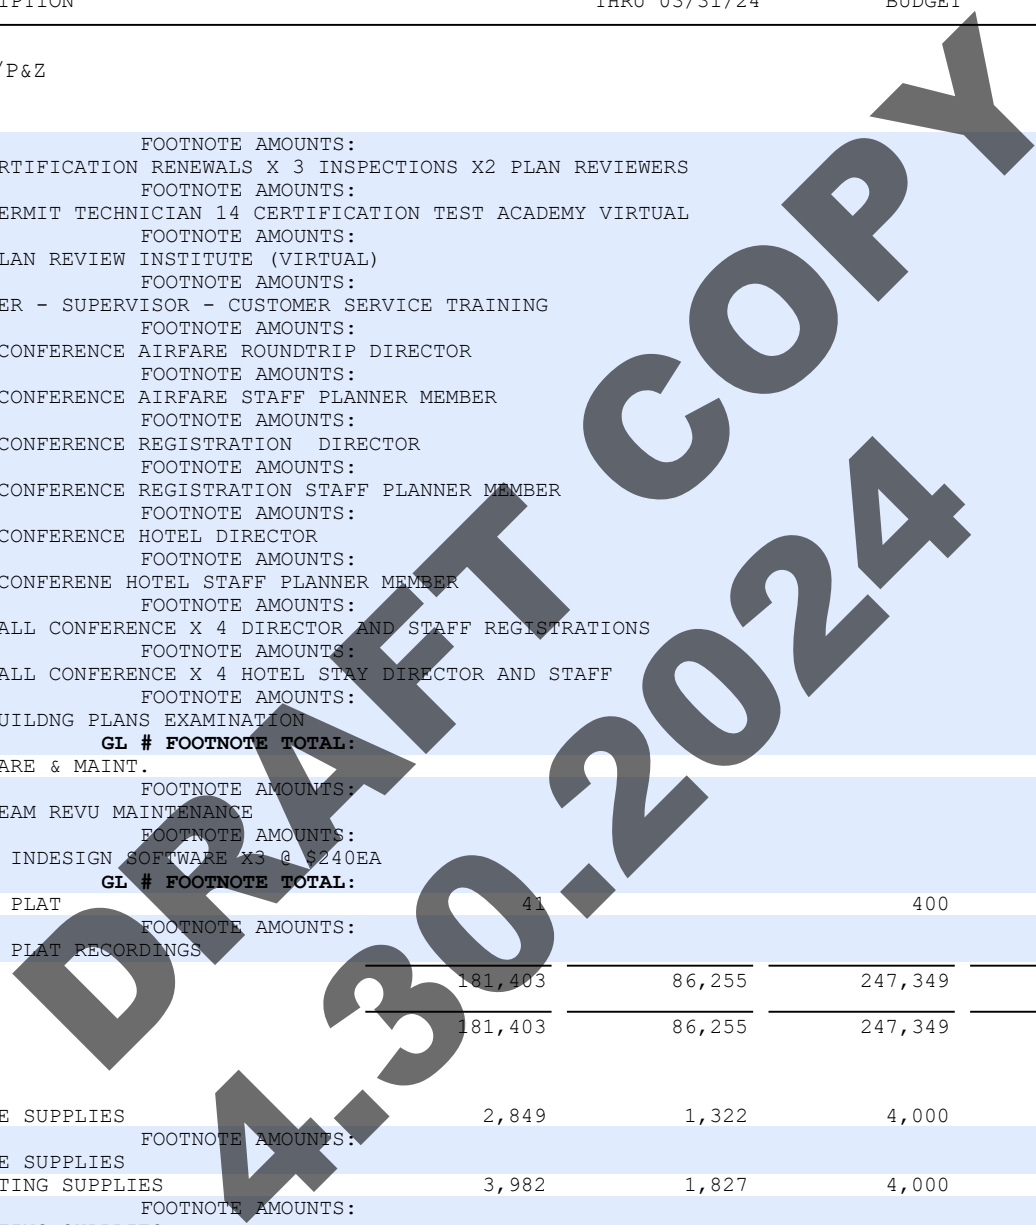 THRU 03/31/24 BUDGET
/P&Z
FOOTNOTE AMOUNTS:
RTIFICATION RENEWALS X 3 INSPECTIONS X2 PLAN REVIEWERS
FOOTNOTE AMOUNTS:
ERMIT TECHNICIAN 14 CERTIFICATION TEST ACADEMY VIRTUAL
FOOTNOTE AMOUNTS:
LAN REVIEW INSTITUTE (VIRTUAL)
FOOTNOTE AMOUNTS:
ER - SUPERVISOR - CUSTOMER SERVICE TRAINING
FOOTNOTE AMOUNTS:
CONFERENCE AIRFARE ROUNDTRIP DIRECTOR
FOOTNOTE AMOUNTS:
CONFERENCE AIRFARE STAFF PLANNER MEMBER
FOOTNOTE AMOUNTS:
CONFERENCE REGISTRATION  DIRECTOR
FOOTNOTE AMOUNTS:
CONFERENCE REGISTRATION STAFF PLANNER MEMBER
FOOTNOTE AMOUNTS:
CONFERENCE HOTEL DIRECTOR
FOOTNOTE AMOUNTS:
CONFERENE HOTEL STAFF PLANNER MEMBER
FOOTNOTE AMOUNTS:
ALL CONFERENCE X 4 DIRECTOR AND STAFF REGISTRATIONS
FOOTNOTE AMOUNTS:
ALL CONFERENCE X 4 HOTEL STAY DIRECTOR AND STAFF
FOOTNOTE AMOUNTS:
UILDNG PLANS EXAMINATION
GL # FOOTNOTE TOTAL:
ARE & MAINT.
FOOTNOTE AMOUNTS:
EAM REVU MAINTENANCE
FOOTNOTE AMOUNTS:
INDESIGN SOFTWARE X3 @ $240EA
GL # FOOTNOTE TOTAL:
PLAT 41 400
FOOTNOTE AMOUNTS:
PLAT RECORDINGS
181,403 86,255 247,349
181,403 86,255 247,349
E SUPPLIES 2,849 1,322 4,000
FOOTNOTE AMOUNTS:
E SUPPLIES
TING SUPPLIES 3,982 1,827 4,000
FOOTNOTE AMOUNTS:
DRAFT COPY
4.30.2024